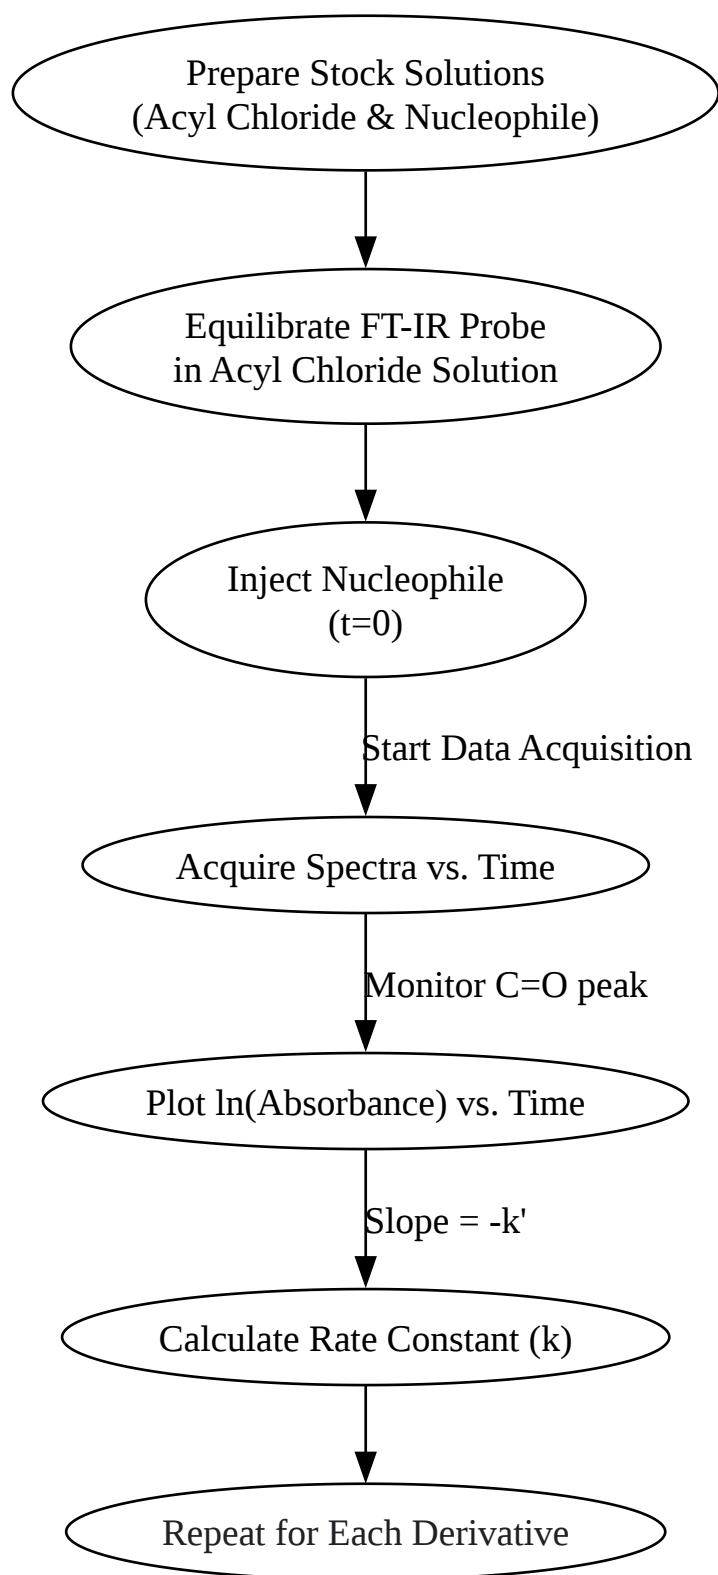 Prepare Stock Solutions
(Acyl Chloride & Nucleophile)
Equilibrate FT-IR Probe
in Acyl Chloride Solution
Inject Nucleophile
(t=0)
Start Data Acquisition
Acquire Spectra vs. Time
Monitor C=O peak
Plot ln(Absorbance) vs. Time
Slope = -k'
Calculate Rate Constant (k)
Repeat for Each Derivative